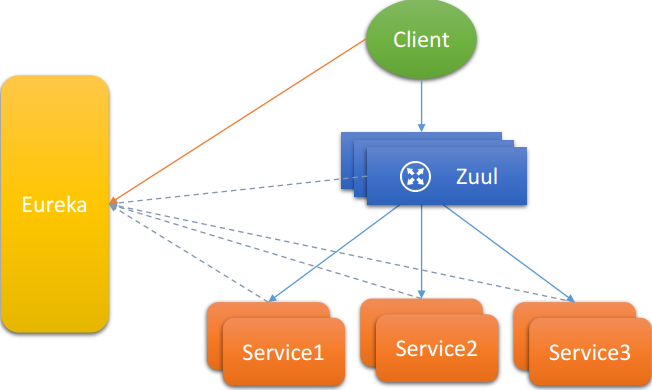 Client
Zuul
Eureka
Service1
Service2
Service3